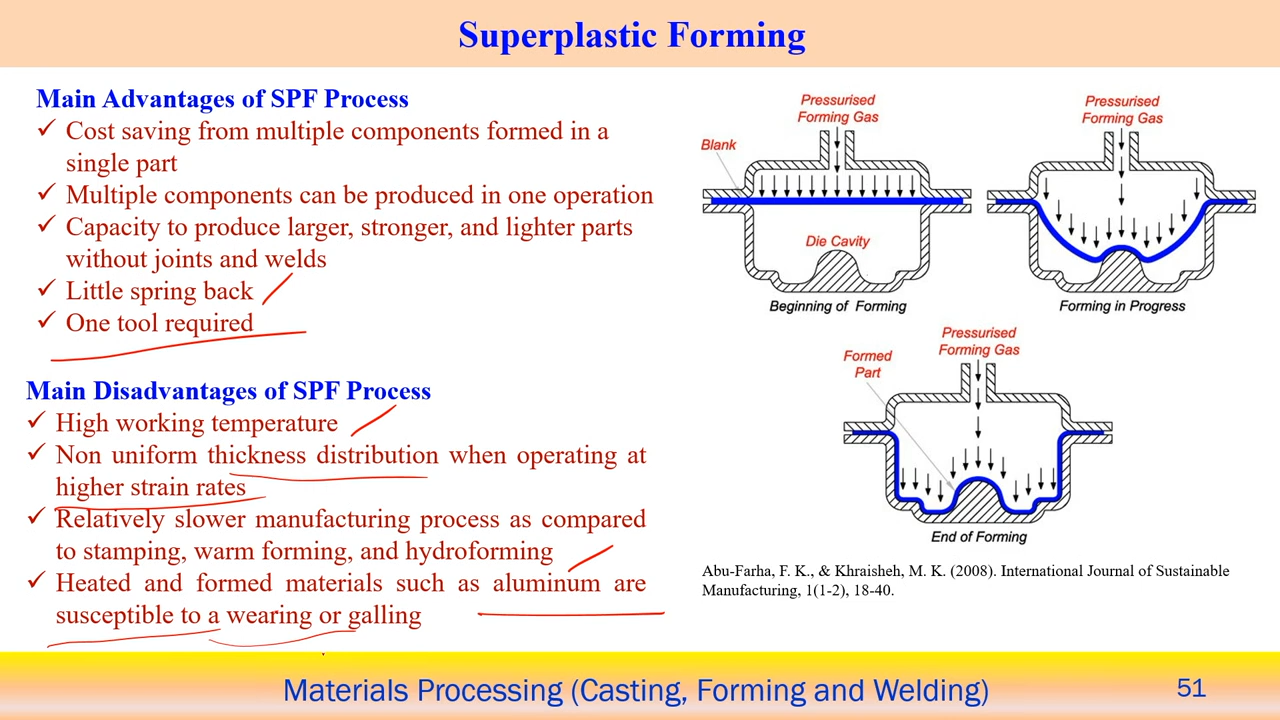 Superplastic Forming
Main Advantages of SPF Process
✓ Cost saving from multiple components formed in a
single part
✓ Multiple components can be produced in one operation
✓ Capacity to produce larger, stronger, and lighter parts
without joints and welds
✓ Little spring back
✓ One tool required
Main Disadvantages of SPF Process
✓ High working temperature
✓ Non uniform thickness distribution when operating at
higher strain rates
✓ Relatively slower manufacturing process as compared
to stamping, warm forming, and hydroforming
✓ Heated and formed materials such as aluminum are
susceptible to a wearing or galling
Pressurised
Forming Gas
Blank
Die Cavity
Beginning of Forming
Pressurised
Forming Gas
Forming in Progress
Pressurised
Forming Gas
Formed
Part
End of Forming
Abu-Farha, F. K., & Khraisheh, M. K. (2008). International Journal of Sustainable
Manufacturing, 1(1-2), 18-40.
Materials Processing (Casting, Forming and Welding)
51